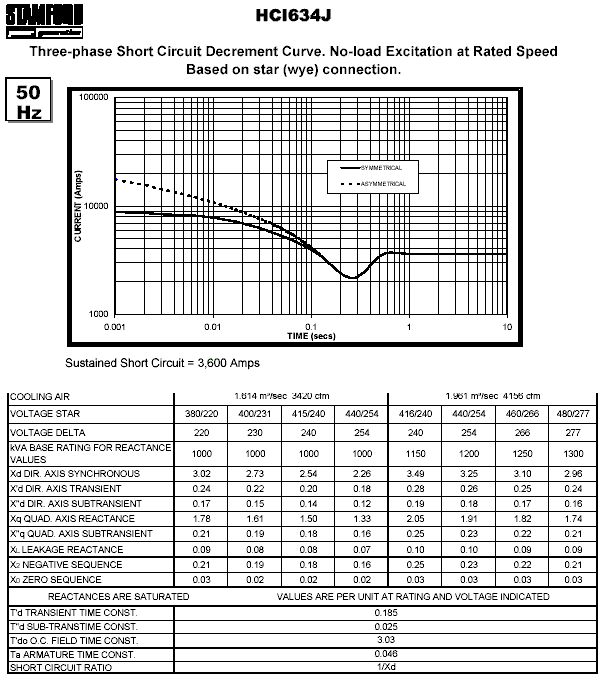 STAMFORD
power generation
HCI634J
Three-phase Short Circuit Decrement Curve. No-load Excitation at Rated Speed
Based on star (wye) connection.
50
Hz
100000
10000
1000
CURRENT (Amps)
SYMMETRICAL
ASYMMETRICAL
0.001 0.01 0.1 1 10
TIME (secs)
Sustained Short Circuit = 3,600 Amps
COOLING AIR 1.614 m³/sec 3420 cfm 1.961 m³/sec 4156 cfm
VOLTAGE STAR 380/220 400/231 415/240 440/254 416/240 440/254 460/266 480/277
VOLTAGE DELTA 220 230 240 254 240 254 266 277
kVA BASE RATING FOR REACTANCE
VALUES 1000 1000 1000 1000 1150 1200 1250 1300
Xd DIR. AXIS SYNCHRONOUS 3.02 2.73 2.54 2.26 3.49 3.25 3.10 2.96
X'd DIR. AXIS TRANSIENT 0.24 0.22 0.20 0.18 0.28 0.26 0.25 0.24
X"d DIR. AXIS SUBTRANSIENT 0.17 0.15 0.14 0.12 0.19 0.18 0.17 0.16
Xq QUAD. AXIS REACTANCE 1.78 1.61 1.50 1.33 2.05 1.91 1.82 1.74
X"q QUAD. AXIS SUBTRANSIENT 0.21 0.19 0.18 0.16 0.25 0.23 0.22 0.21
XL LEAKAGE REACTANCE 0.09 0.08 0.08 0.07 0.10 0.10 0.09 0.09
X2 NEGATIVE SEQUENCE 0.21 0.19 0.18 0.16 0.25 0.23 0.22 0.21
X0 ZERO SEQUENCE 0.03 0.02 0.02 0.02 0.03 0.03 0.03 0.03
REACTANCES ARE SATURATED VALUES ARE PER UNIT AT RATING AND VOLTAGE INDICATED
T'd TRANSIENT TIME CONST. 0.185
T"d SUB-TRANSTIME CONST. 0.025
T'do O.C. FIELD TIME CONST. 3.03
Ta ARMATURE TIME CONST. 0.046
SHORT CIRCUIT RATIO 1/Xd